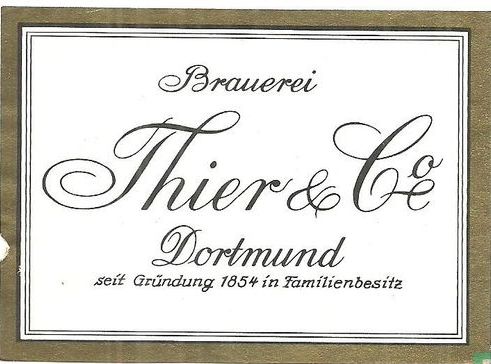 Brauerei
Thier & Co
Dortmund
seit Gründung 1854 in Familienbesitz